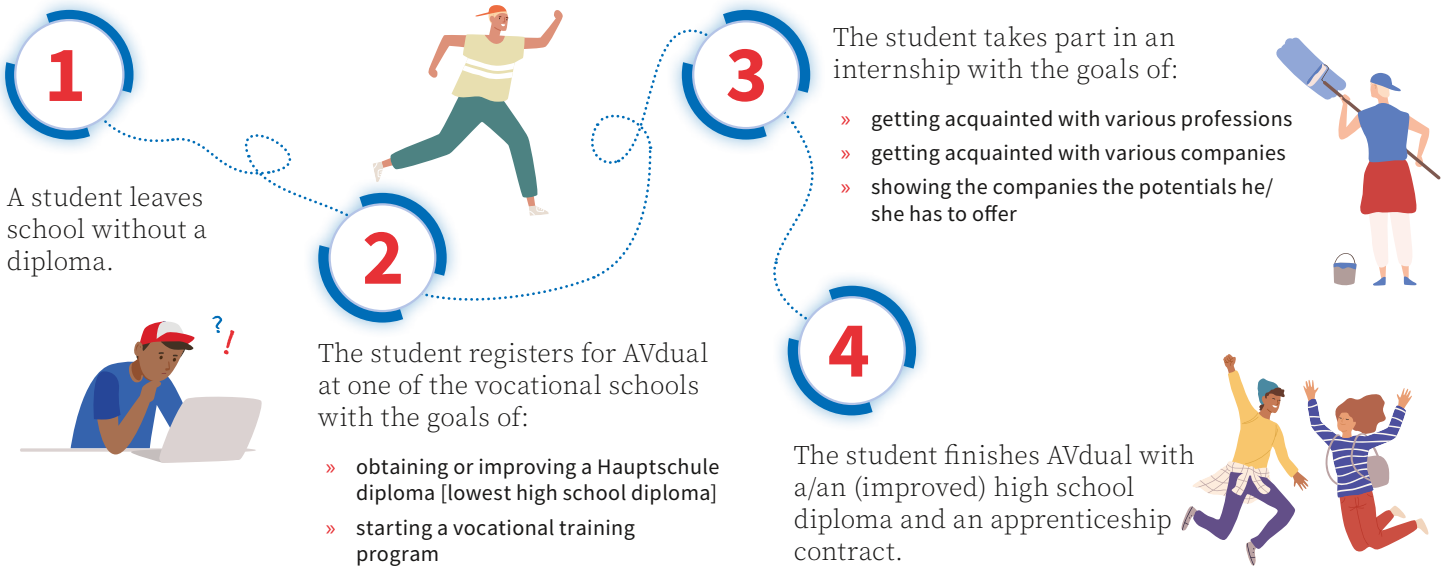 1
A student leaves
school without a
diploma.
?!
2
The student registers for AVdual
at one of the vocational schools
with the goals of:
» obtaining or improving a Hauptschule
diploma [lowest high school diploma]
» starting a vocational training
program
3
The student takes part in an
internship with the goals of:
» getting acquainted with various professions
» getting acquainted with various companies
» showing the companies the potentials he/
she has to offer
4
The student finishes AVdual with
a/an (improved) high school
diploma and an apprenticeship
contract.